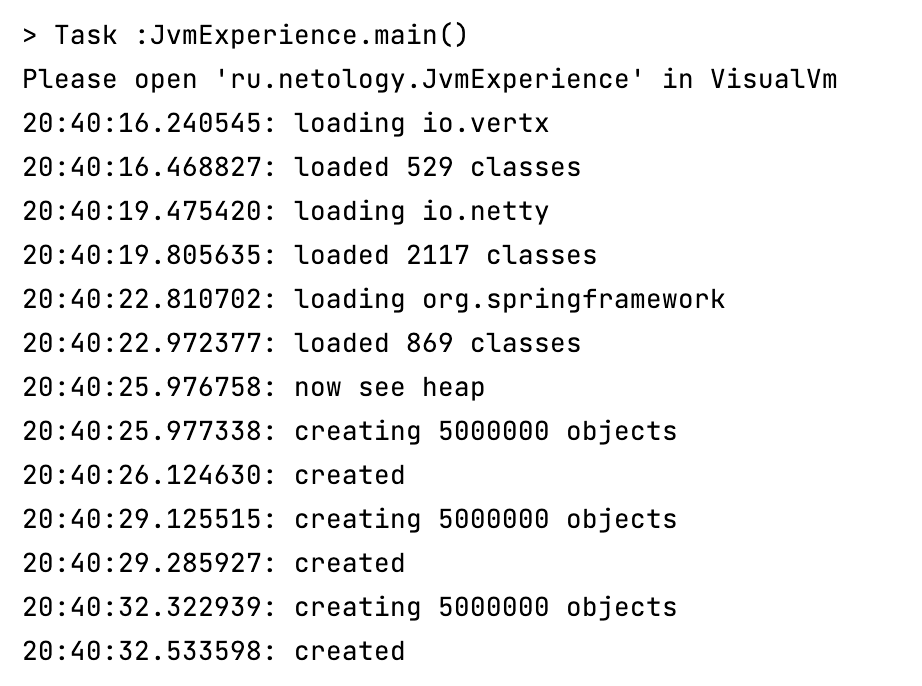 > Task :JvmExperience.main()
Please open 'ru.netology.JvmExperience' in VisualVm
20:40:16.240545: loading io.vertx
20:40:16.468827: loaded 529 classes
20:40:19.475420: loading io.netty
20:40:19.805635: loaded 2117 classes
20:40:22.810702: loading org.springframework
20:40:22.972377: loaded 869 classes
20:40:25.976758: now see heap
20:40:25.977338: creating 5000000 objects
20:40:26.124630: created
20:40:29.125515: creating 5000000 objects
20:40:29.285927: created
20:40:32.322939: creating 5000000 objects
20:40:32.533598: created